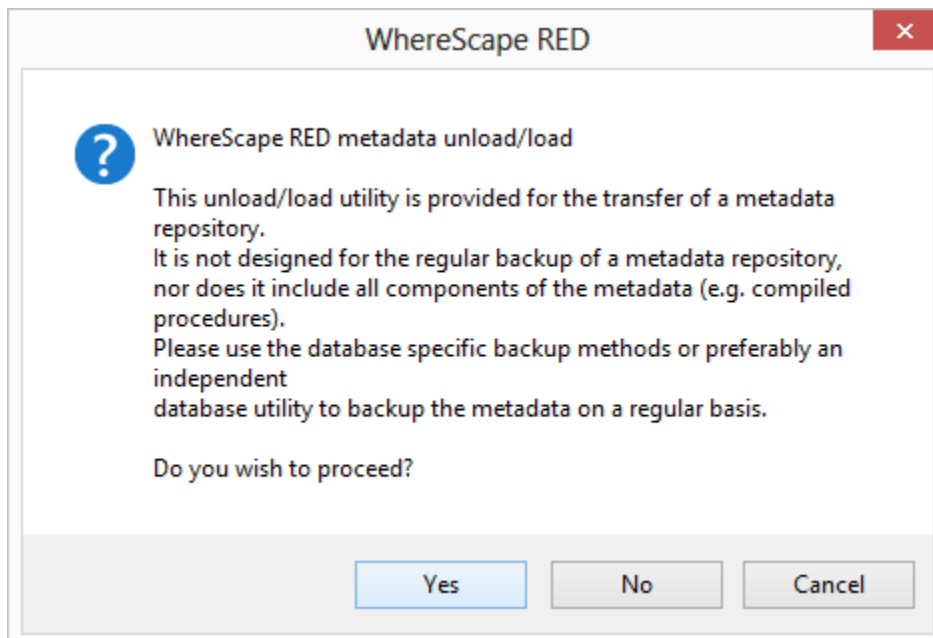 WhereScape RED
WhereScape RED metadata unload/load
This unload/load utility is provided for the transfer of a metadata
repository.
It is not designed for the regular backup of a metadata repository,
nor does it include all components of the metadata (e.g. compiled
procedures).
Please use the database specific backup methods or preferably an
independent
database utility to backup the metadata on a regular basis.
Do you wish to proceed?
Yes No Cancel